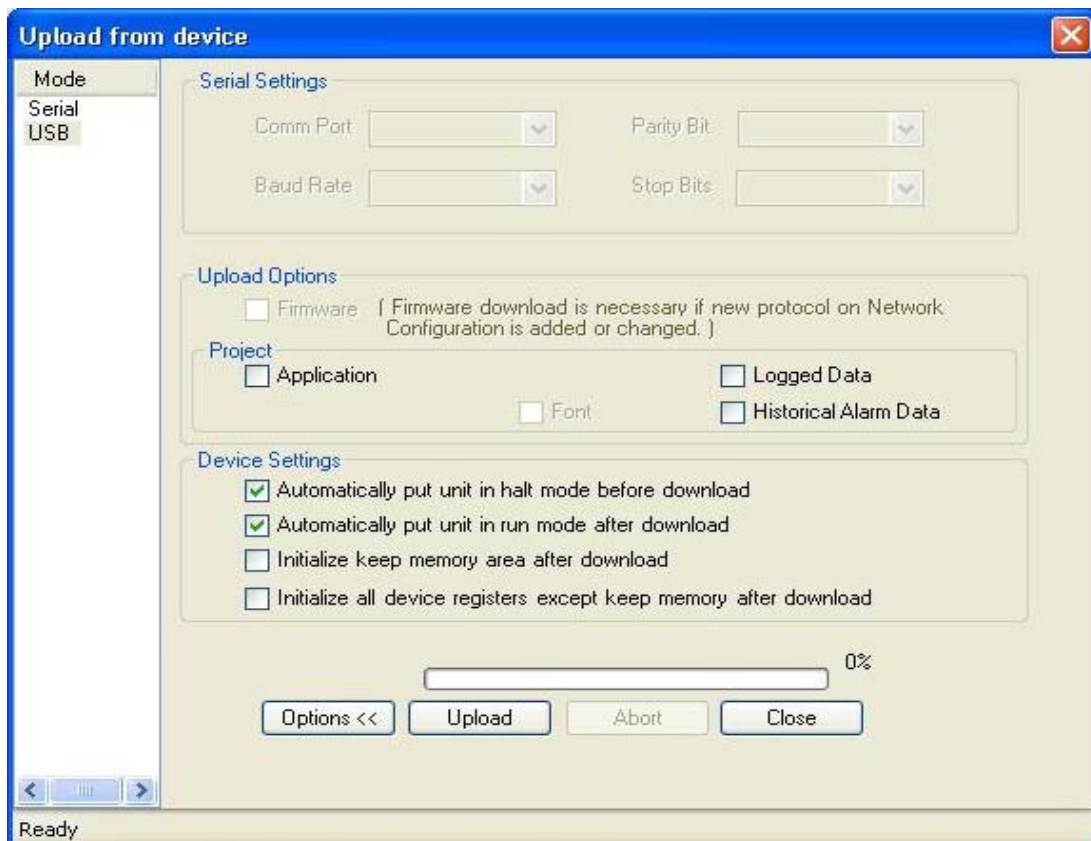 Upload from device
Mode
Serial
USB
Serial Settings
Comm Port
Parity Bit
Baud Rate
Stop Bits
Upload Options
Firmware ( Firmware download is necessary if new protocol on Network
Configuration is added or changed. )
Project
Application
Logged Data
Font
Historical Alarm Data
Device Settings
Automatically put unit in halt mode before download
Automatically put unit in run mode after download
Initialize keep memory area after download
Initialize all device registers except keep memory after download
0%
Options <<
Upload
Abort
Close
Ready